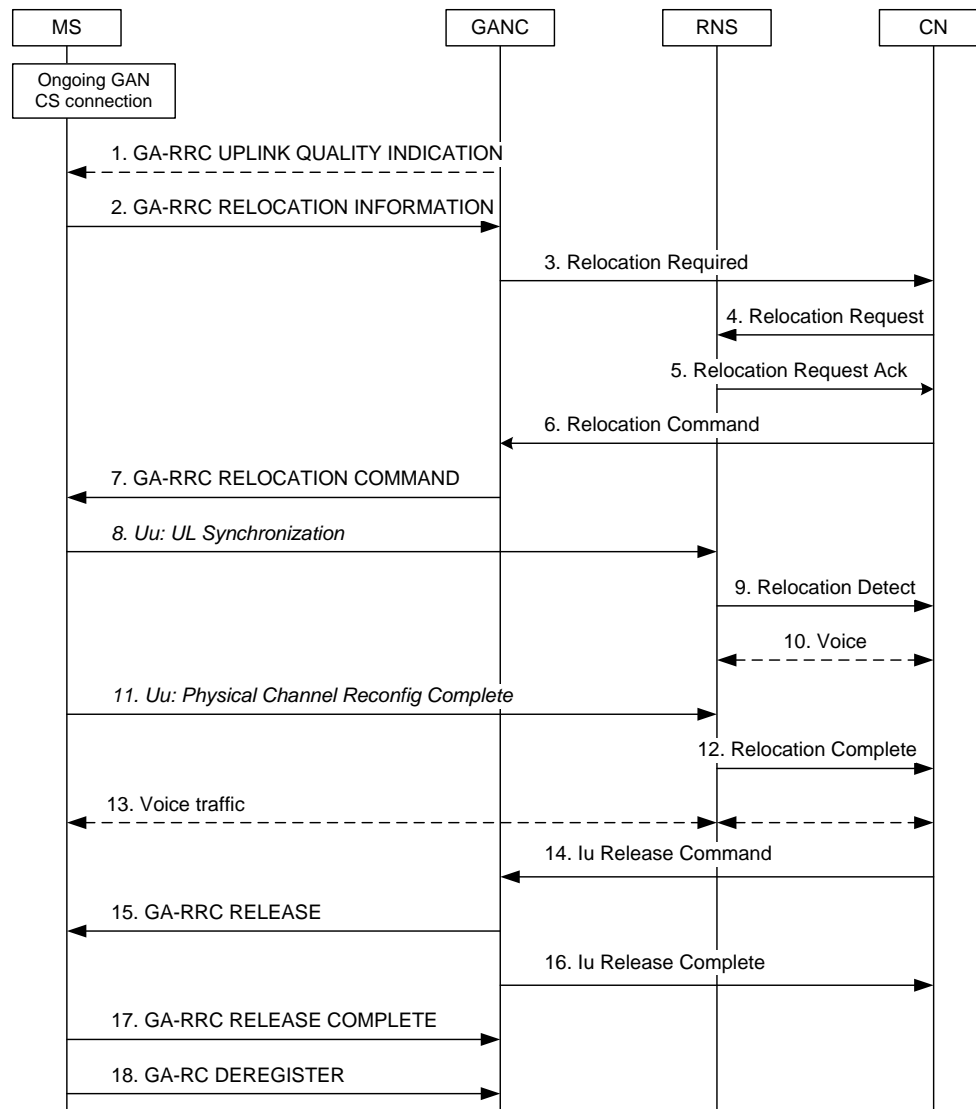 MS
GANC
RNS
CN
Ongoing GAN
CS connection
1. GA-RRC UPLINK QUALITY INDICATION
2. GA-RRC RELOCATION INFORMATION
3. Relocation Required
4. Relocation Request
5. Relocation Request Ack
6. Relocation Command
7. GA-RRC RELOCATION COMMAND
8. Uu: UL Synchronization
9. Relocation Detect
10. Voice
11. Uu: Physical Channel Reconfig Complete
12. Relocation Complete
13. Voice traffic
14. Iu Release Command
15. GA-RRC RELEASE
16. Iu Release Complete
17. GA-RRC RELEASE COMPLETE
18. GA-RC DEREGISTER